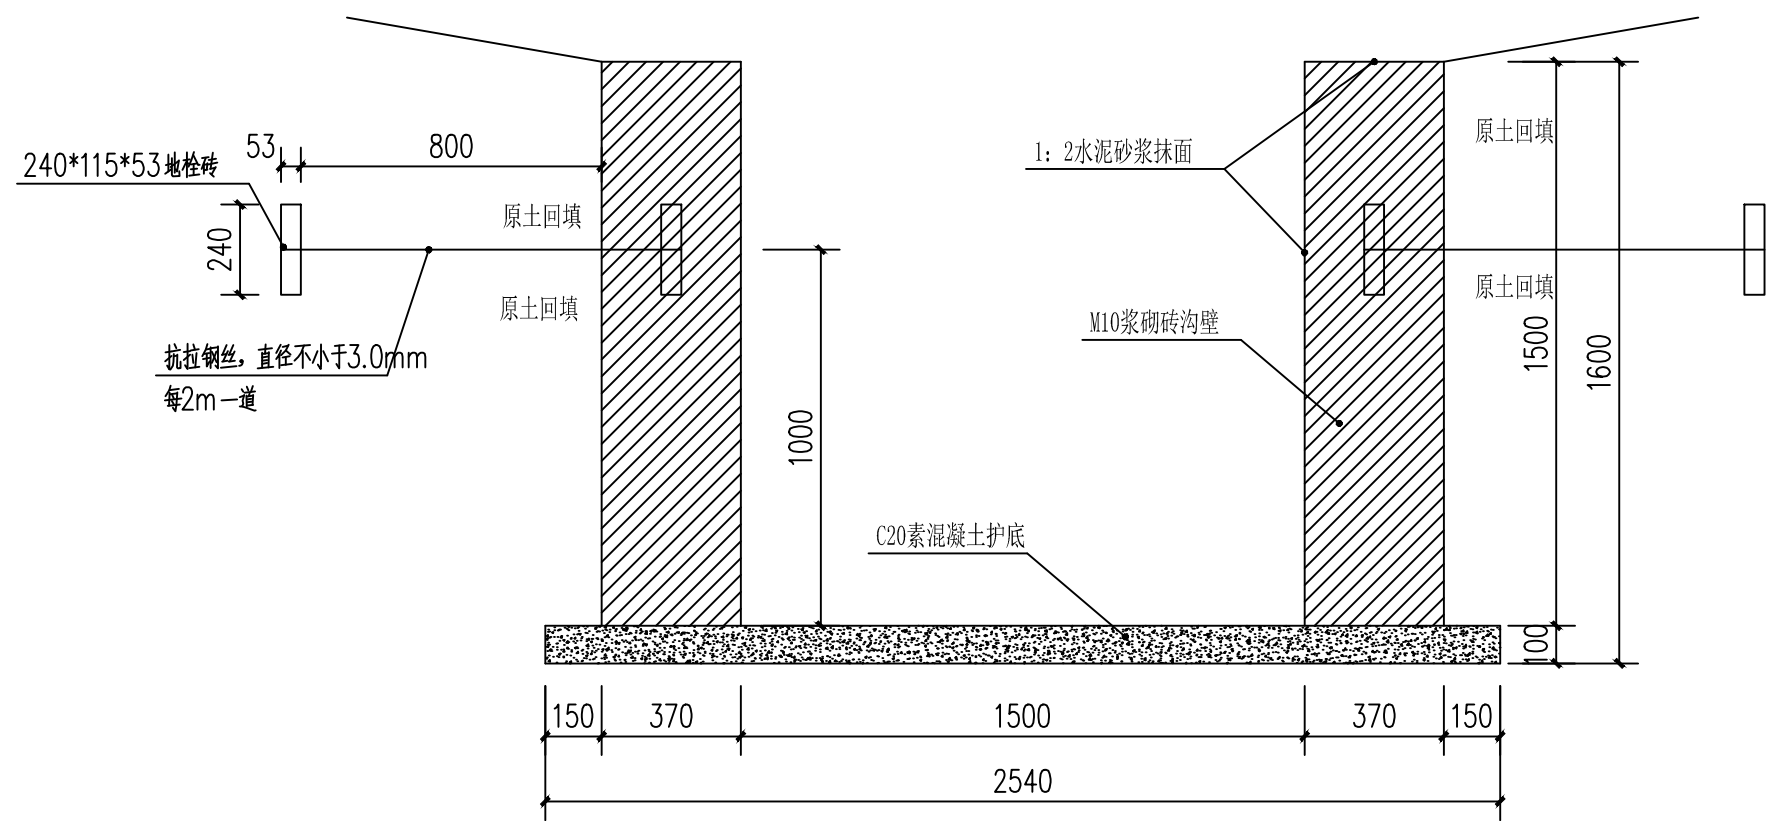 53
800
240*115*53地栓砖
240
原土回填
原土回填
抗拉钢丝，直径不小于3.0mm
每2m一道
1：2水泥砂浆抹面
原土回填
原土回填
M10浆砌砖沟壁
1000
1500
1600
C20素混凝土护底
100
150
370
1500
370
150
2540